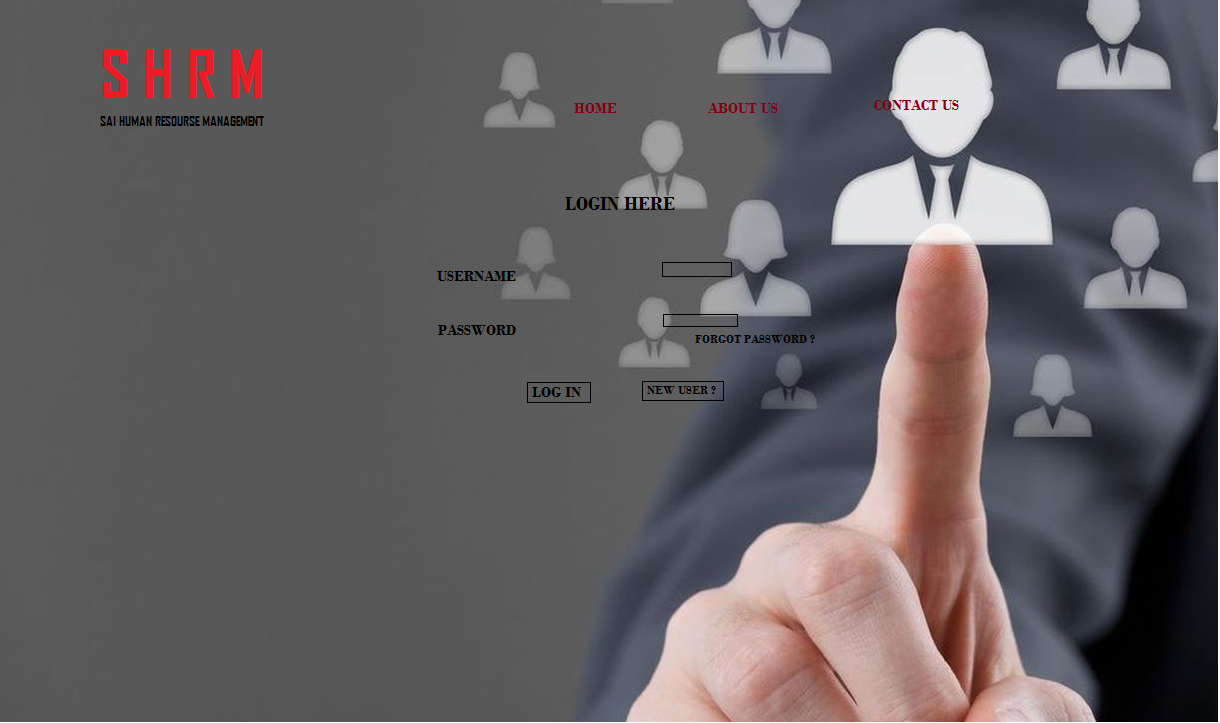 SHRM
SAI HUMAN RESOURSE MANAGEMENT
HOME ABOUT US CONTACT US
LOGIN HERE
USERNAME
PASSWORD
FORGOT PASSWORD ?
LOG IN NEW USER ?